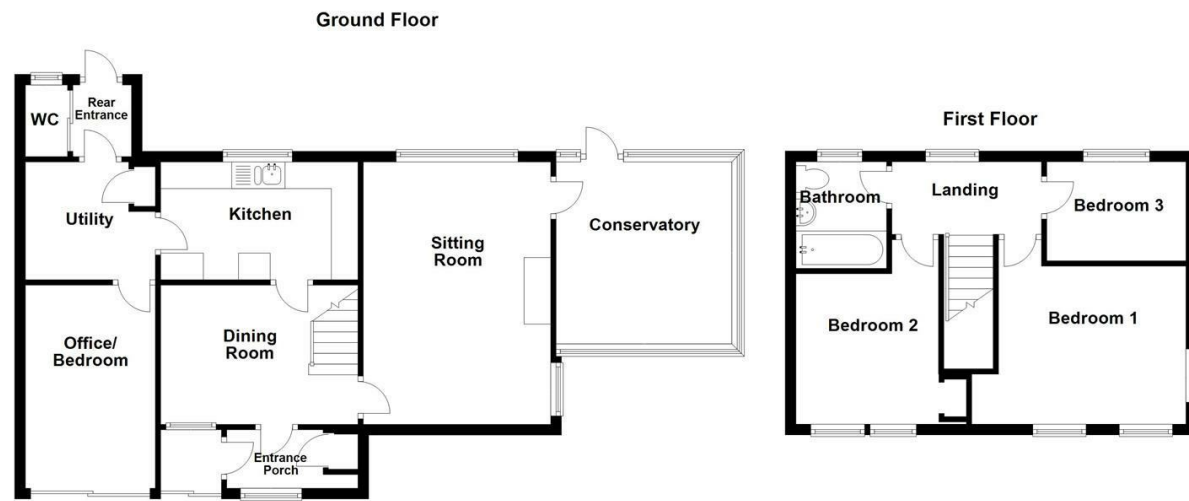 Ground Floor
WC
Rear
Entrance
Utility
Kitchen
Sitting
Room
Conservatory
Office/
Bedroom
Dining
Room
Entrance
Porch
First Floor
Bathroom
Landing
Bedroom 3
Bedroom 2
Bedroom 1